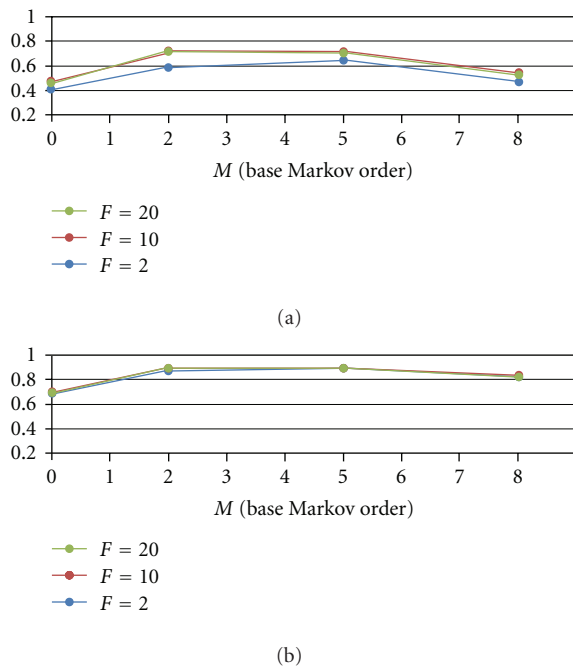 1
0.8
0.6
0.4
0.2
0 1 2 3 4 5 6 7 8
M (base Markov order)
F = 20
F = 10
F = 2
(a)
1
0.8
0.6
0.4
0.2
0 1 2 3 4 5 6 7 8
M (base Markov order)
F = 20
F = 10
F = 2
(b)